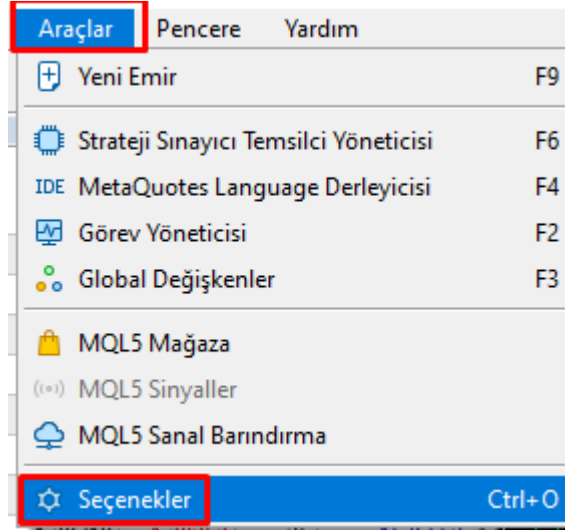 Araçlar Pencere Yardım
Yeni Emir F9
Strateji Sınayıcı Temsilci Yöneticisi F6
IDE MetaQuotes Language Derleyicisi F4
Görev Yöneticisi F2
Global Değişkenler F3
MQL5 Mağaza
MQL5 Sinyaller
MQL5 Sanal Barındırma
Seçenekler Ctrl+O